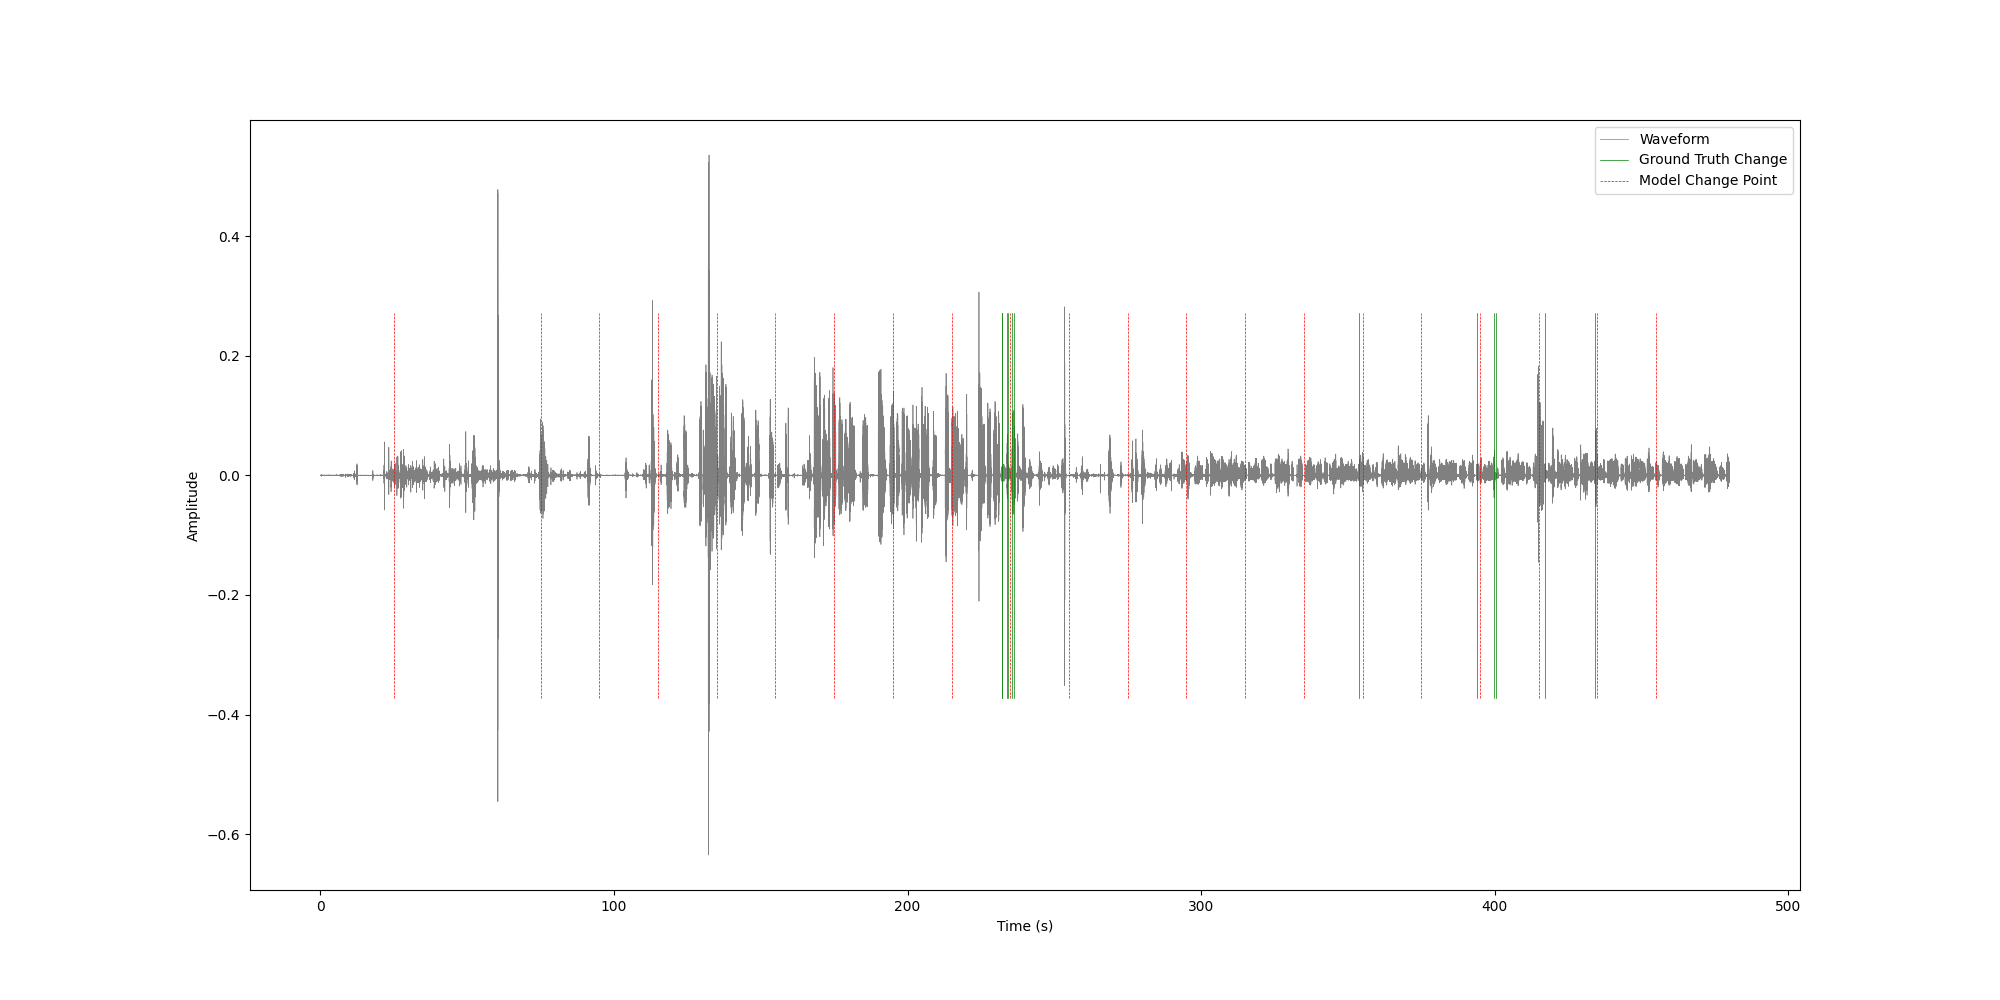 Waveform
Ground Truth Change
Model Change Point
0.4
0.2
0.0
−0.2
−0.4
−0.6
Amplitude
0 100 200 300 400 500
Time (s)